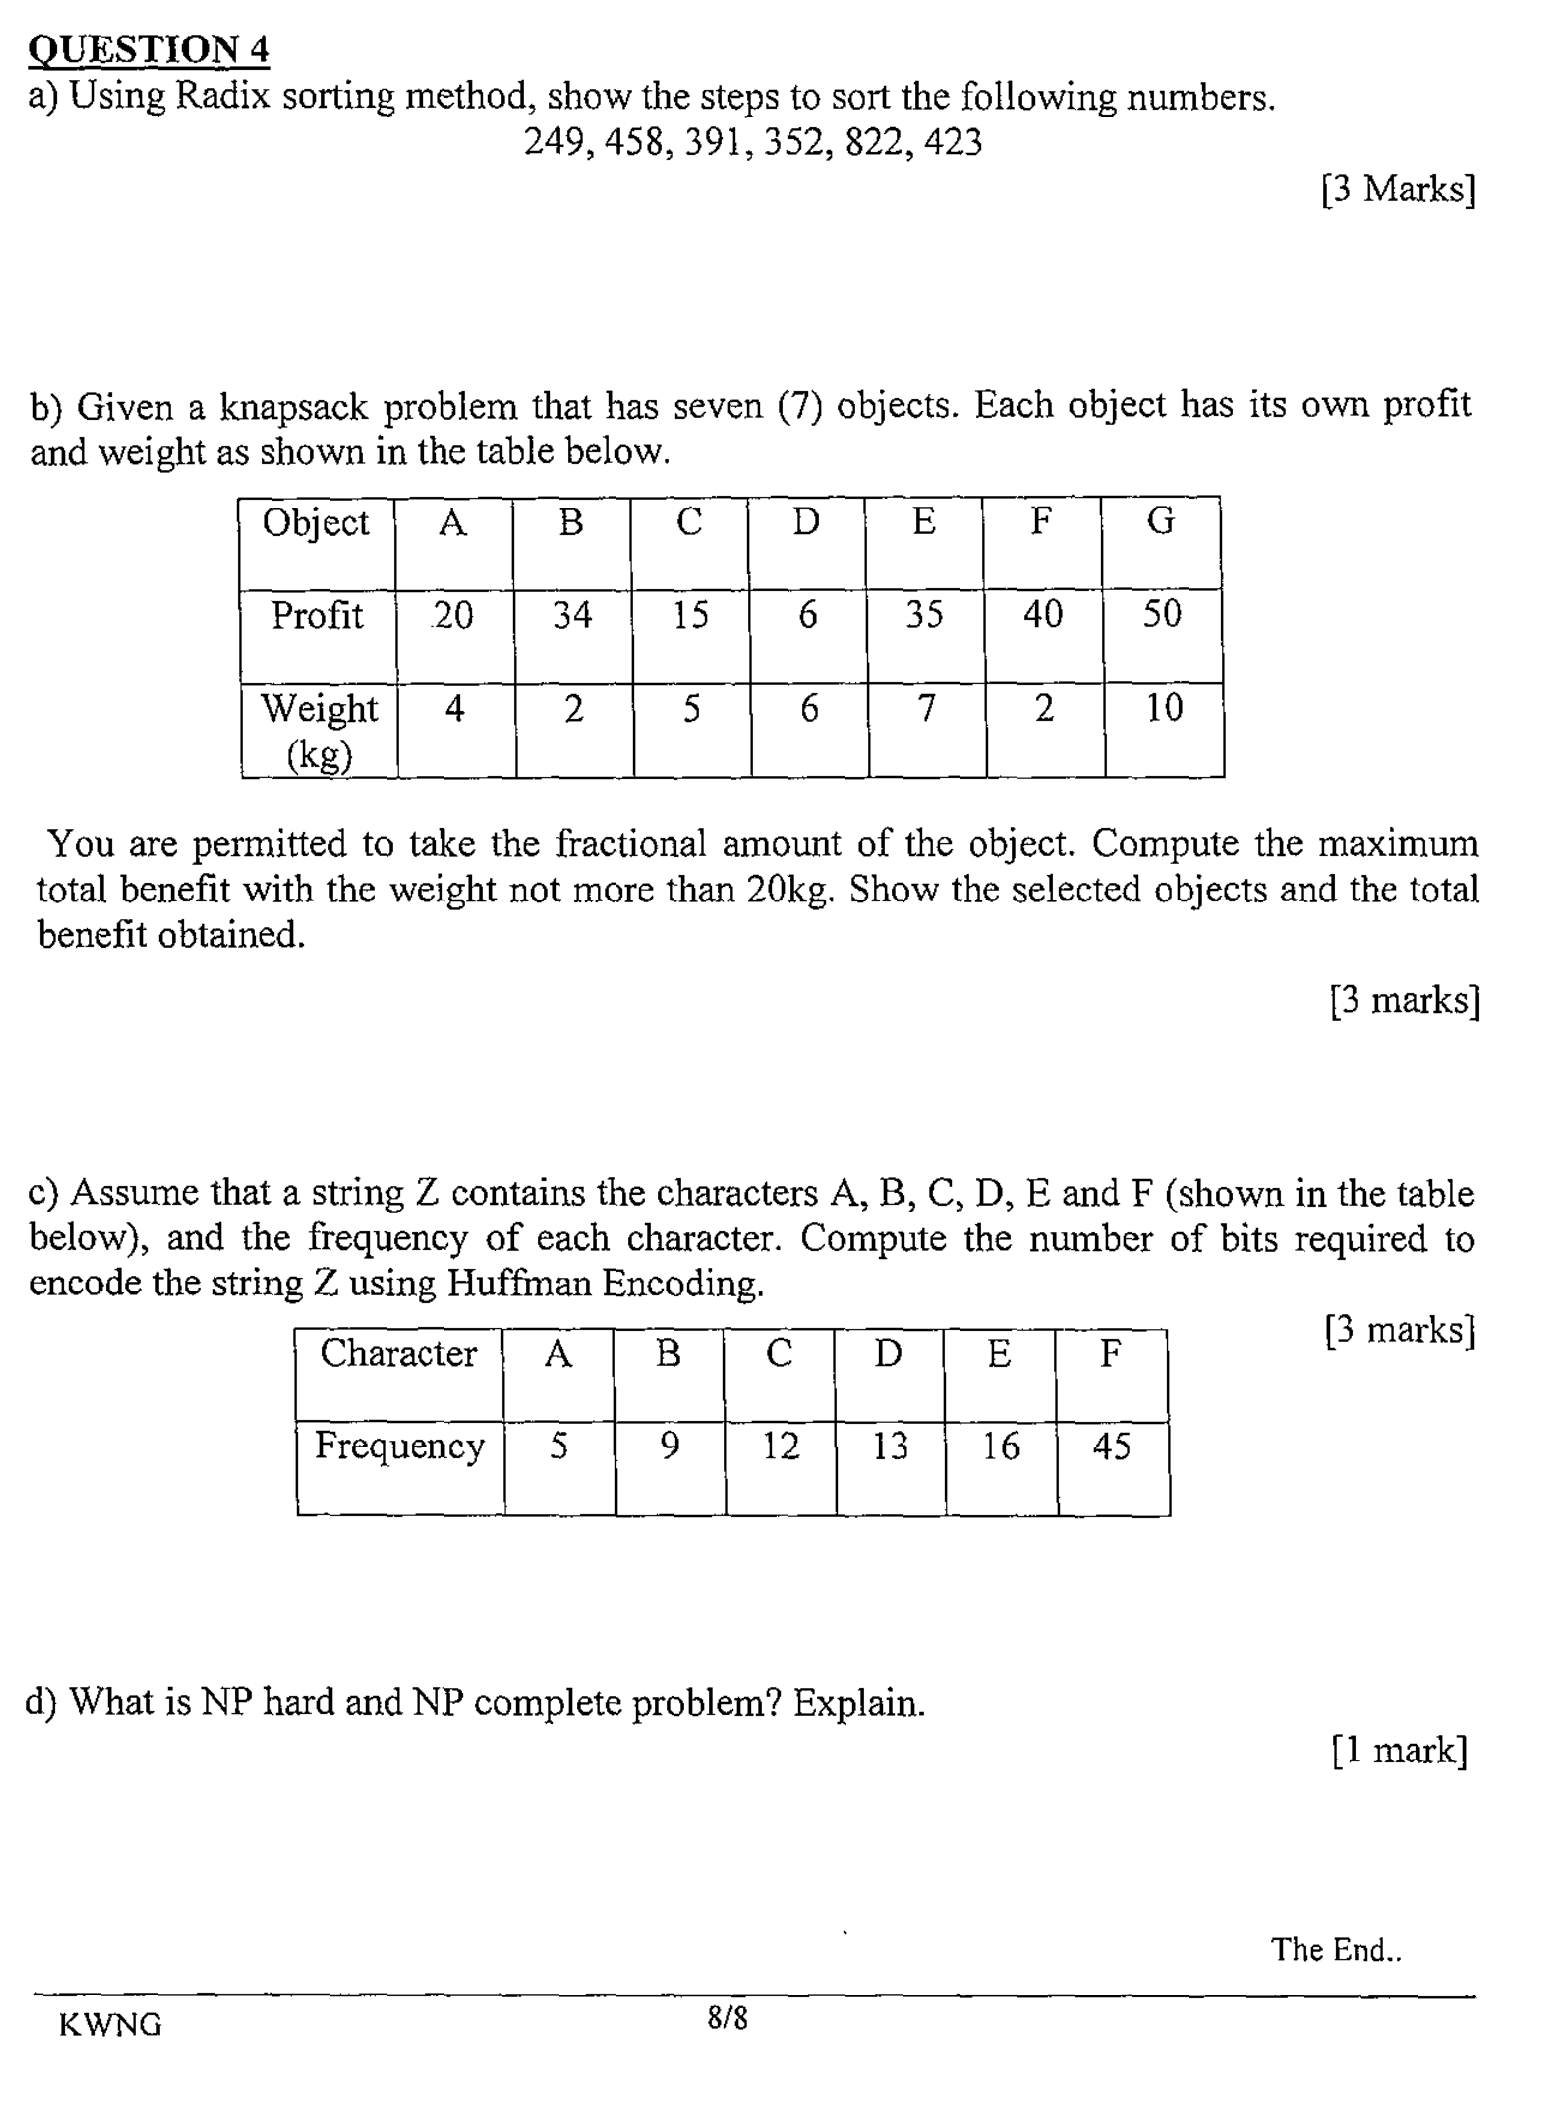 QUESTION 4
a) Using Radix sorting method, show the steps to sort the following numbers.
249, 458, 391, 352, 822, 423
[3 Marks]
b) Given a knapsack problem that has seven (7) objects. Each object has its own profit
and weight as shown in the table below.
Object A B C D E F G
Profit 20 34 15 6 35 40 50
Weight 4 2 5 6 7 2 10
(kg)
You are permitted to take the fractional amount of the object. Compute the maximum
total benefit with the weight not more than 20kg. Show the selected objects and the total
benefit obtained.
[3 marks]
c) Assume that a string Z contains the characters A, B, C, D, E and F (shown in the table
below), and the frequency of each character. Compute the number of bits required to
encode the string Z using Huffman Encoding.
[3 marks]
Character A B C D E F
Frequency 5 9 12 13 16 45
d) What is NP hard and NP complete problem? Explain.
[1 mark]
The End..
KWNG 8/8